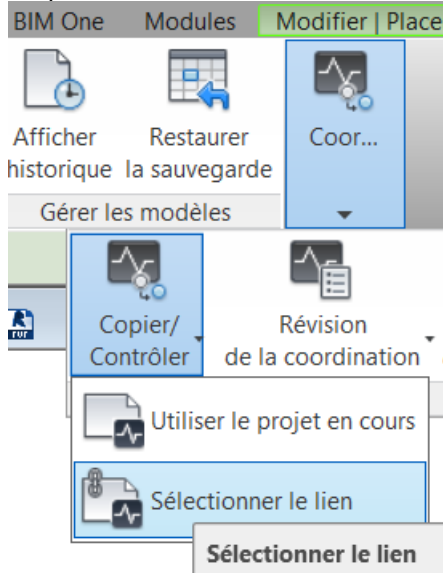 BIM One Modules Modifier | Place
Afficher Restaurer Coor...
historique la sauvegarde
Gérer les modèles
Copier/ Révision
Contrôler de la coordination
Utiliser le projet en cours
Sélectionner le lien
Sélectionner le lien